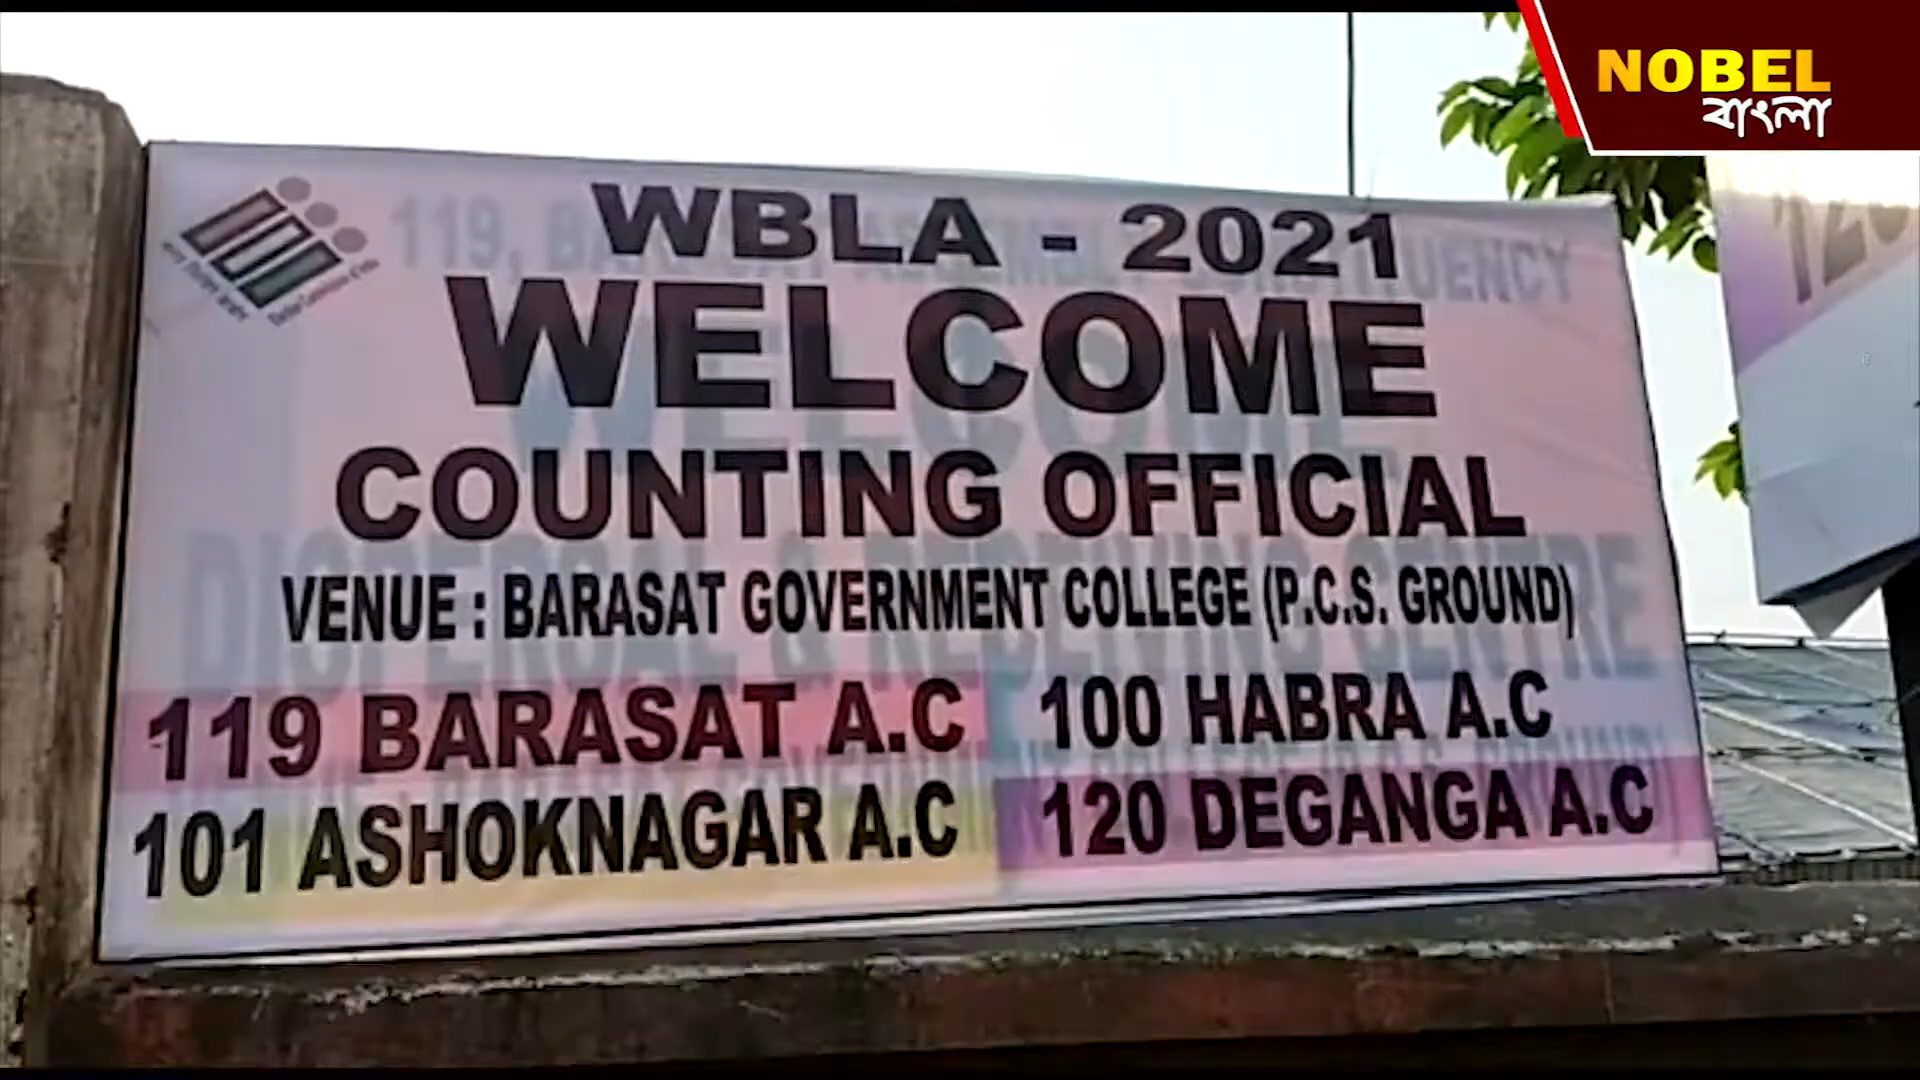 NOBEL
বাংলা
WBLA - 2021
WELCOME
COUNTING OFFICIAL
VENUE : BARASAT GOVERNMENT COLLEGE (P.C.S. GROUND)
119 BARASAT A.C 100 HABRA A.C
101 ASHOKNAGAR A.C 120 DEGANGA A.C